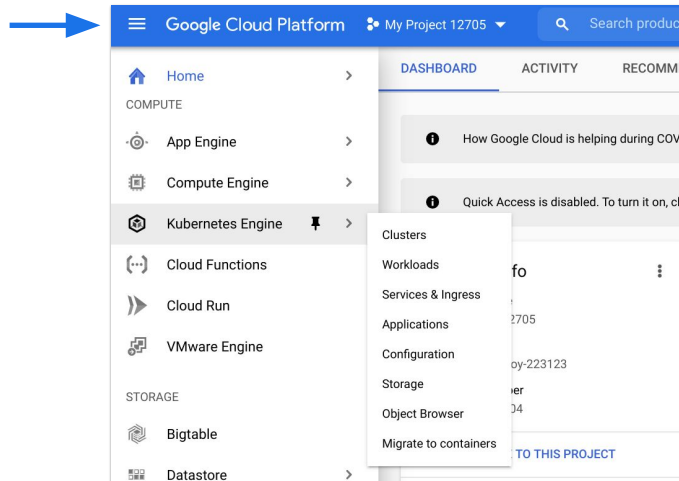 Google Cloud Platform My Project 12705 Search produc
Home
COMPUTE
App Engine
Compute Engine
Kubernetes Engine
Cloud Functions
Cloud Run
VMware Engine
STORAGE
Bigtable
Datastore
Clusters
Workloads
Services & Ingress
Applications
Configuration
Storage
Object Browser
Migrate to containers
DASHBOARD ACTIVITY RECOMM
How Google Cloud is helping during COV
Quick Access is disabled. To turn it on, cl
fo
2705
oy-223123
er
04
TO THIS PROJECT